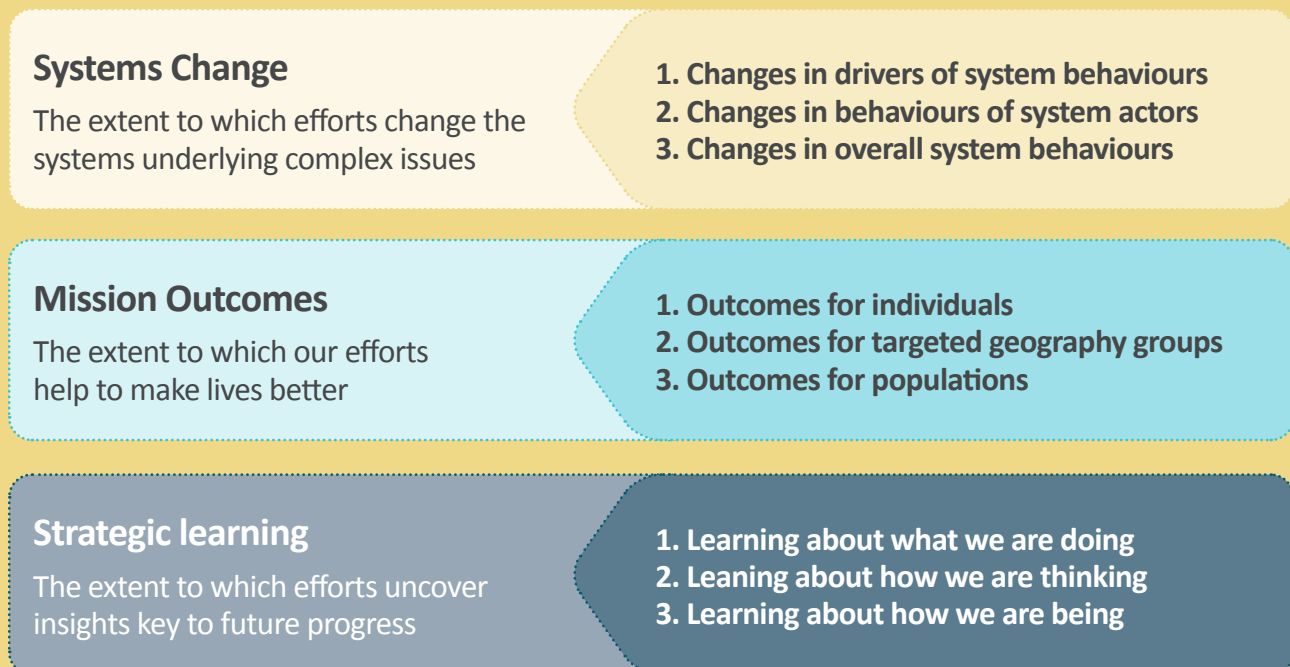 Systems Change
The extent to which efforts change the
systems underlying complex issues
1. Changes in drivers of system behaviours
2. Changes in behaviours of system actors
3. Changes in overall system behaviours
Mission Outcomes
The extent to which our efforts
help to make lives better
1. Outcomes for individuals
2. Outcomes for targeted geography groups
3. Outcomes for populations
Strategic learning
The extent to which efforts uncover
insights key to future progress
1. Learning about what we are doing
2. Leaning about how we are thinking
3. Learning about how we are being